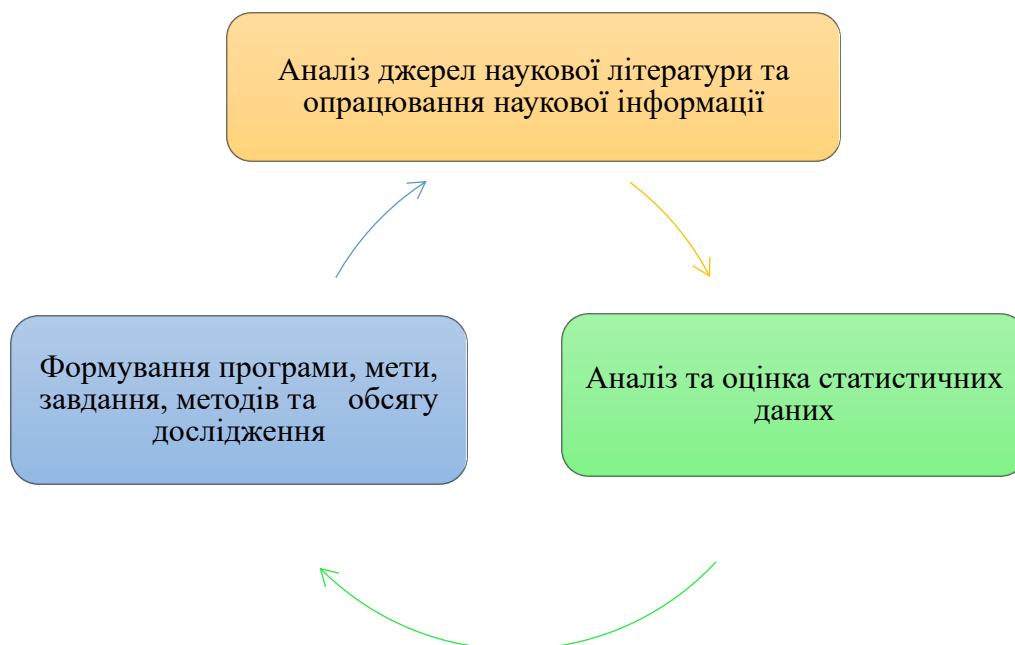 Аналіз джерел наукової літератури та
опрацювання наукової інформації
Формування програми, мети,
завдання, методів та обсягу
дослідження
Аналіз та оцінка статистичних
даних